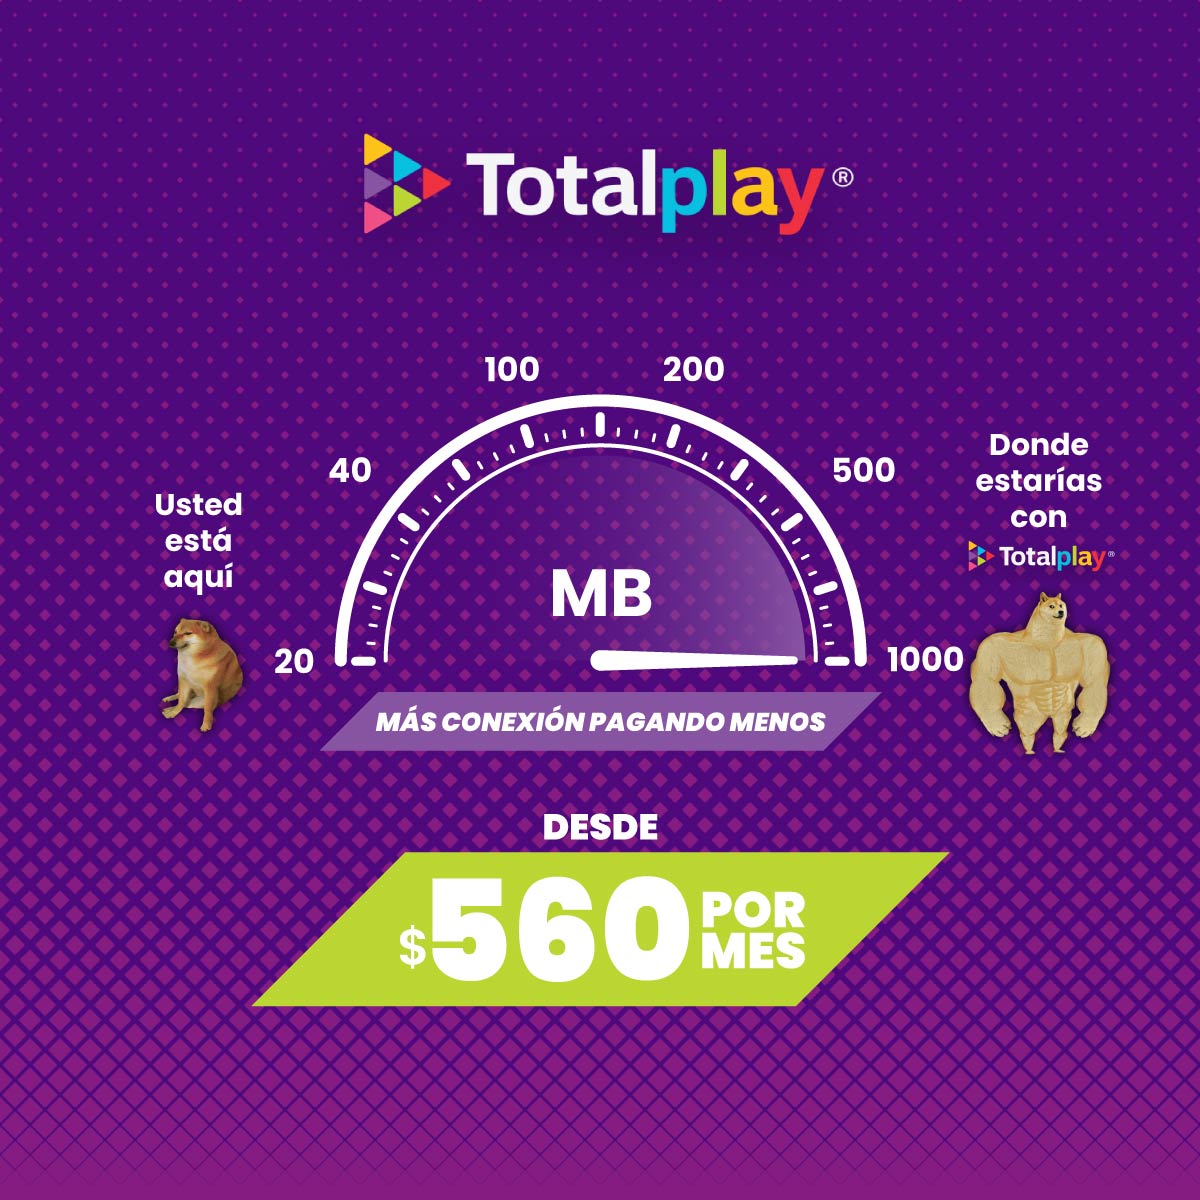 Totalplay®
100
200
40
500
Usted
está
aquí
Donde
estarías
con
Totalplay®
MB
20
1000
MÁS CONEXIÓN PAGANDO MENOS
DESDE
$560 POR
MES